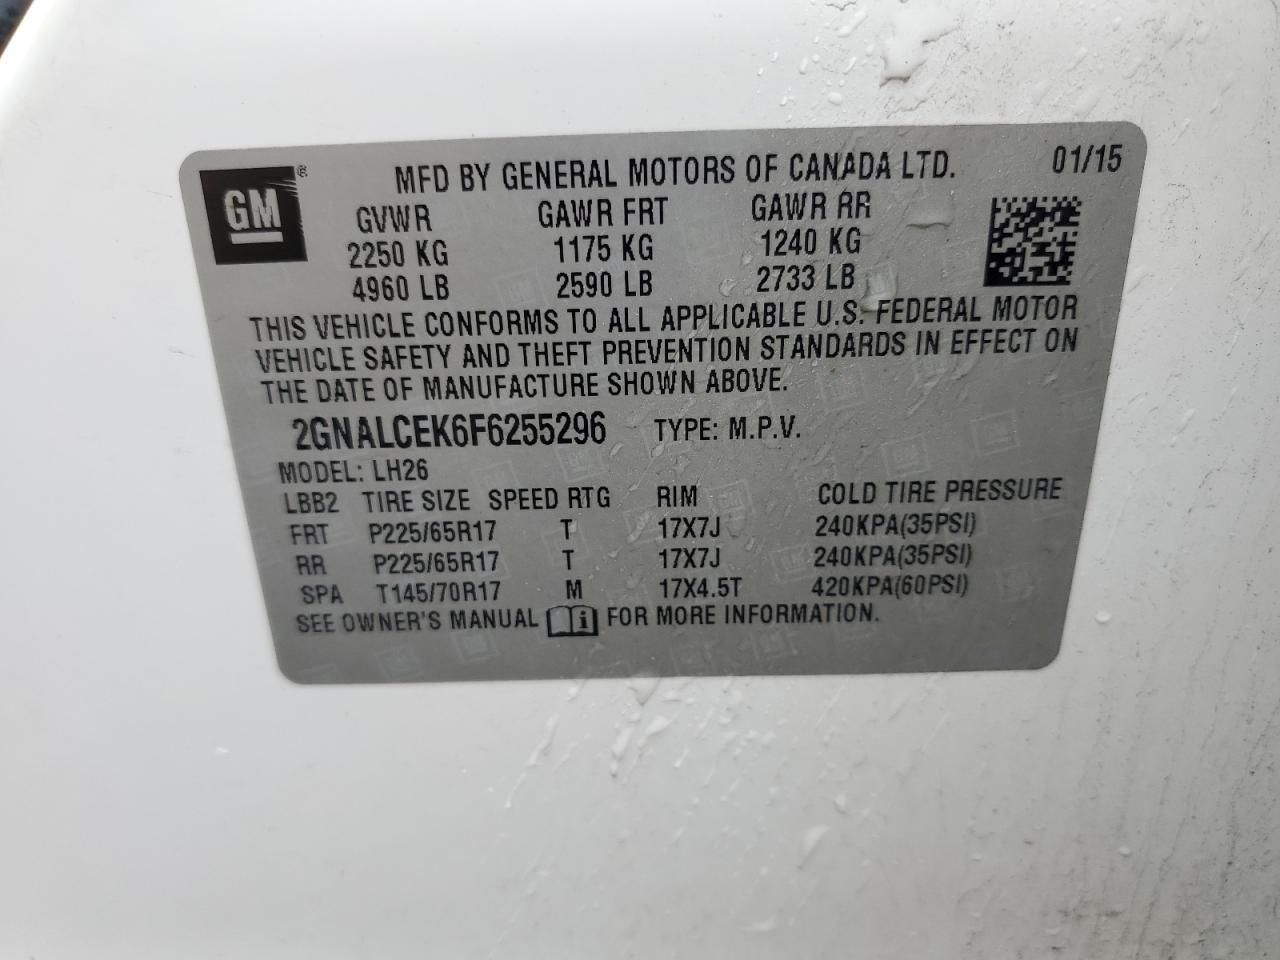 GM ® MFD BY GENERAL MOTORS OF CANADA LTD. 01/15
GVWR GAWR FRT GAWR RR
2250 KG 1175 KG 1240 KG
4960 LB 2590 LB 2733 LB
THIS VEHICLE CONFORMS TO ALL APPLICABLE U.S. FEDERAL MOTOR
VEHICLE SAFETY AND THEFT PREVENTION STANDARDS IN EFFECT ON
THE DATE OF MANUFACTURE SHOWN ABOVE.
2GNALCEK6F6255296 TYPE: M.P.V.
MODEL: LH26
LBB2 TIRE SIZE SPEED RTG RIM COLD TIRE PRESSURE
FRT P225/65R17 T 17X7J 240KPA(35PSI)
RR P225/65R17 T 17X7J 240KPA(35PSI)
SPA T145/70R17 M 17X4.5T 420KPA(60PSI)
SEE OWNER'S MANUAL i FOR MORE INFORMATION.